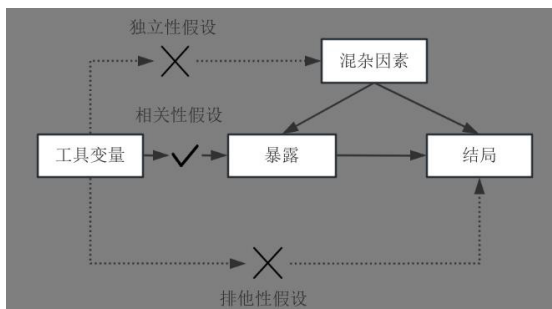 独立性假设
混杂因素
相关性假设
工具变量
暴露
结局
排他性假设